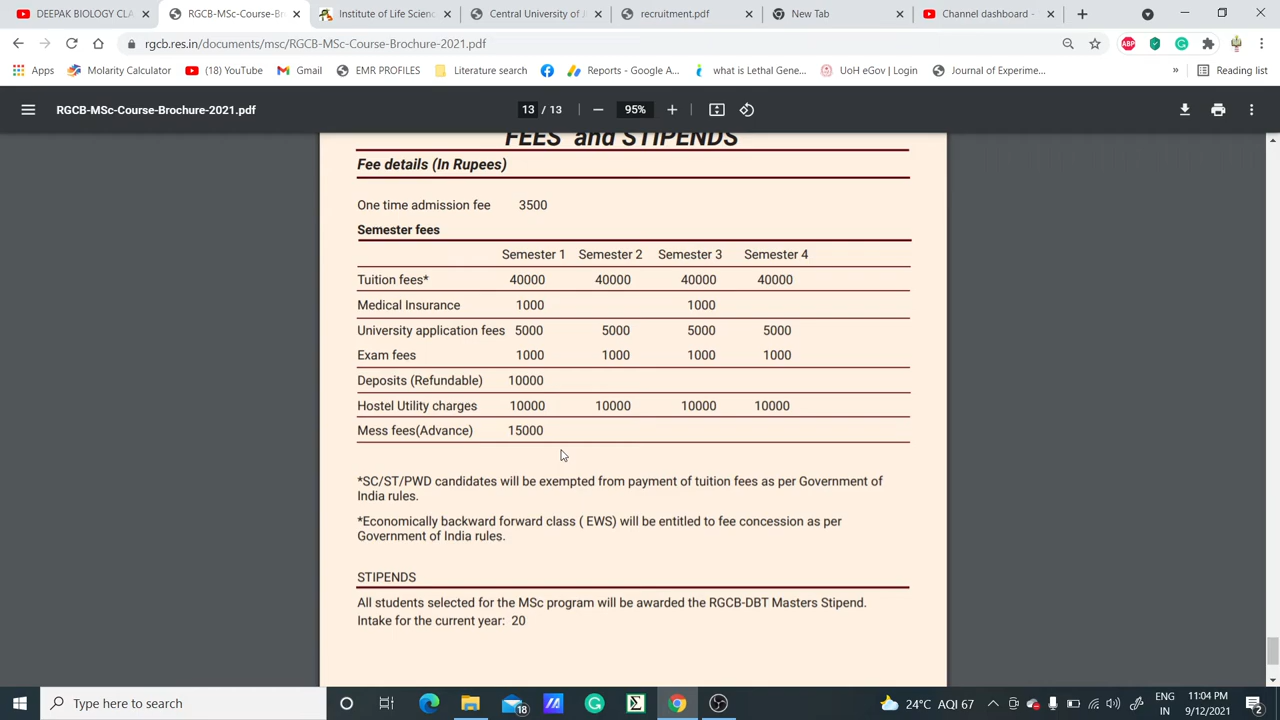 DEEPAK BIOLOGY CLA
RGCB-MSc-Course-Br
Institute of Life Scienc
Central University of J
recruitment.pdf
New Tab
Channel dashboard -
rgcb.res.in/documents/msc/RGCB-MSc-Course-Brochure-2021.pdf
ABP
Apps
Molarity Calculator
(18) YouTube
Gmail
EMR PROFILES
Literature search
Reports - Google A...
what is Lethal Gene...
UoH eGov | Login
Journal of Experime...
»
Reading list
RGCB-MSc-Course-Brochure-2021.pdf
13 / 13
95%
FEES and STIPENDS
Fee details (In Rupees)
One time admission fee 3500
Semester fees
Semester 1 Semester 2 Semester 3 Semester 4
Tuition fees* 40000 40000 40000 40000
Medical Insurance 1000 1000
University application fees 5000 5000 5000 5000
Exam fees 1000 1000 1000 1000
Deposits (Refundable) 10000
Hostel Utility charges 10000 10000 10000 10000
Mess fees(Advance) 15000
*SC/ST/PWD candidates will be exempted from payment of tuition fees as per Government of
India rules.
*Economically backward forward class ( EWS) will be entitled to fee concession as per
Government of India rules.
STIPENDS
All students selected for the MSc program will be awarded the RGCB-DBT Masters Stipend.
Intake for the current year: 20
Type here to search
18
24°C AQI 67
ENG
IN
11:04 PM
9/12/2021
2